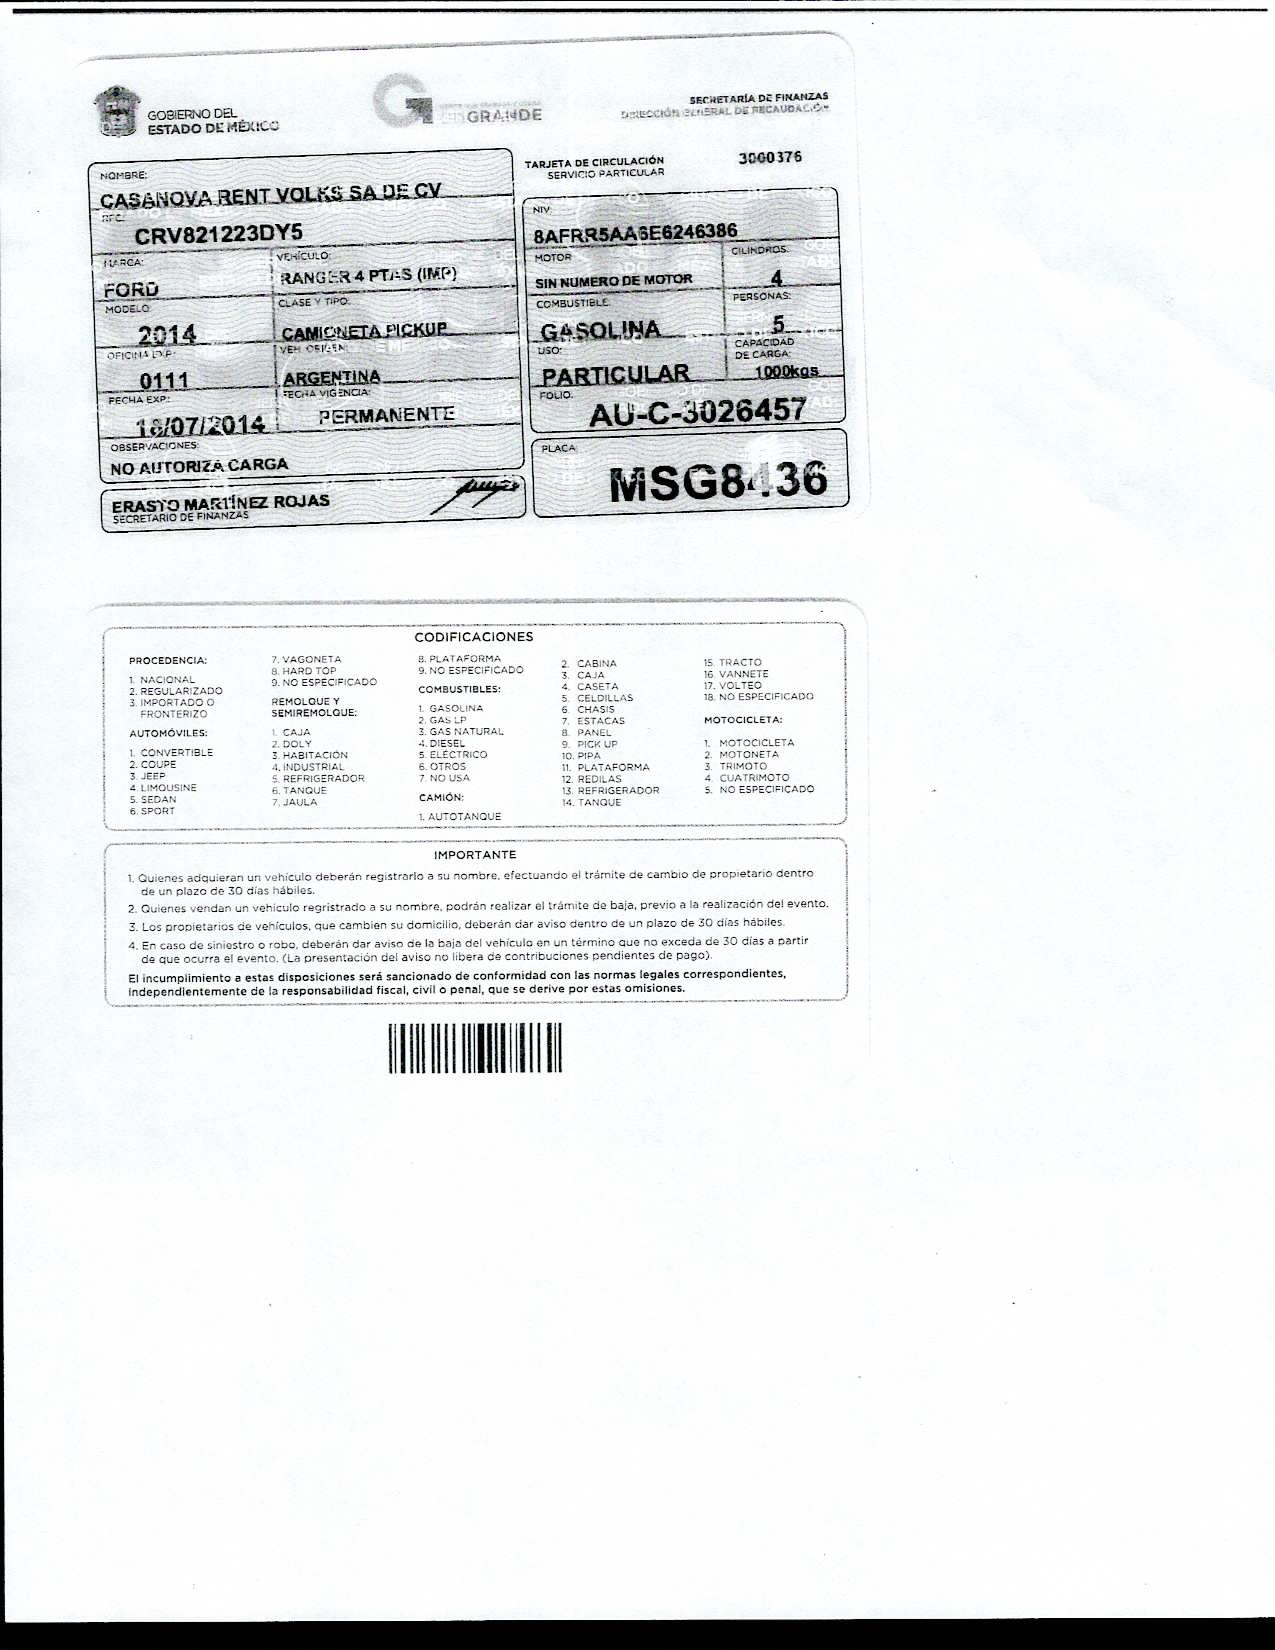 GOBIERNO DEL
ESTADO DE MÉXICO
GRANDE
SECRETARÍA DE FINANZAS
DIRECCIÓN GENERAL DE RECAUDACIÓN
TARJETA DE CIRCULACIÓN
SERVICIO PARTICULAR
3000376
NOMBRE:
CASANOVA RENT VOLKS SA DE CV
RFC:
CRV821223DY5
MARCA:
FORD
VEHÍCULO:
RANGER 4 PTAS (IMP)
MODELO
2014
CLASE Y TIPO:
CAMIONETA PICKUP
OFICINA EXP:
0111
VEH ORIGEN:
ARGENTINA
FECHA EXP:
18/07/2014
FECHA VIGENCIA:
PERMANENTE
OBSERVACIONES:
NO AUTORIZA CARGA
ERASTO MARTÍNEZ ROJAS
SECRETARIO DE FINANZAS
NIV:
8AFRR5AA6E6246386
MOTOR
SIN NUMERO DE MOTOR
CILINDROS:
4
COMBUSTIBLE:
GASOLINA
PERSONAS:
5
USO:
PARTICULAR
CAPACIDAD
DE CARGA:
1000kgs
FOLIO:
AU-C-3026457
PLACA:
MSG8436
CODIFICACIONES
PROCEDENCIA:
1. NACIONAL
2. REGULARIZADO
3. IMPORTADO O
FRONTERIZO
AUTOMÓVILES:
1. CONVERTIBLE
2. COUPE
3. JEEP
4. LIMOUSINE
5. SEDAN
6. SPORT
7. VAGONETA
8. HARD TOP
9. NO ESPECIFICADO
REMOLQUE Y
SEMIREMOLQUE:
1. CAJA
2. DOLY
3. HABITACIÓN
4. INDUSTRIAL
5. REFRIGERADOR
6. TANQUE
7. JAULA
8. PLATAFORMA
9. NO ESPECIFICADO
COMBUSTIBLES:
1. GASOLINA
2. GAS LP
3. GAS NATURAL
4. DIESEL
5. ELÉCTRICO
6. OTROS
7. NO USA
CAMIÓN:
1. AUTOTANQUE
2. CABINA
3. CAJA
4. CASETA
5. CELDILLAS
6. CHASIS
7. ESTACAS
8. PANEL
9. PICK UP
10. PIPA
11. PLATAFORMA
12. REDILAS
13. REFRIGERADOR
14. TANQUE
15. TRACTO
16. VANNETE
17. VOLTEO
18. NO ESPECIFICADO
MOTOCICLETA:
1. MOTOCICLETA
2. MOTONETA
3. TRIMOTO
4. CUATRIMOTO
5. NO ESPECIFICADO
IMPORTANTE
1. Quienes adquieran un vehículo deberán registrarlo a su nombre, efectuando el trámite de cambio de propietario dentro
de un plazo de 30 días hábiles.
2. Quienes vendan un vehiculo regristrado a su nombre, podrán realizar el trámite de baja, previo a la realización del evento.
3. Los propietarios de vehículos, que cambien su domicilio, deberán dar aviso dentro de un plazo de 30 días hábiles.
4. En caso de siniestro o robo, deberán dar aviso de la baja del vehículo en un término que no exceda de 30 días a partir
de que ocurra el evento. (La presentación del aviso no libera de contribuciones pendientes de pago).
El incumplimiento a estas disposiciones será sancionado de conformidad con las normas legales correspondientes,
independientemente de la responsabilidad fiscal, civil o penal, que se derive por estas omisiones.